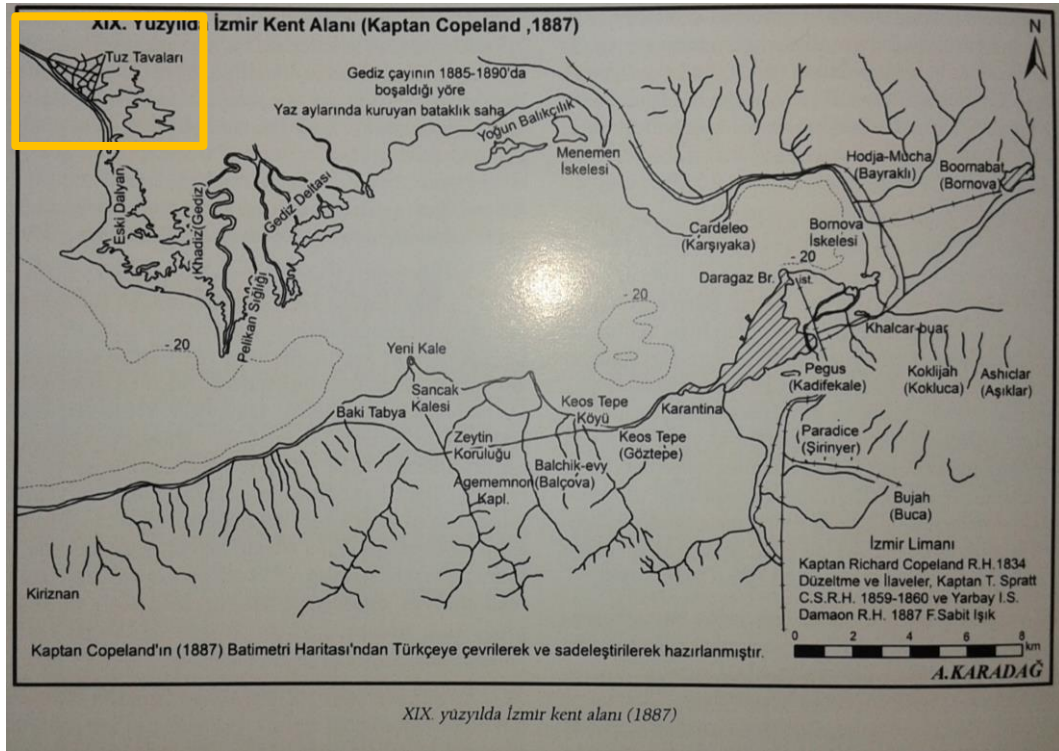 XIX. Yüzyılda İzmir Kent Alanı (Kaptan Copeland ,1887)
N
Tuz Tavaları
Gediz çayının 1885-1890'da
boşaldığı yöre
Yaz aylarında kuruyan bataklık saha
Yoğun Balıkçılık
Menemen
İskelesi
Hodja-Mucha
(Bayraklı)
Boornabat
(Bornova)
Eski Dalyan
(Khadiz(Gediz)
Gediz Deltası
Cardeleo
(Karşıyaka)
Bornova
İskelesi
- 20
Daragaz Br.
ist.
Pelikan Sığlığı
- 20
- 20
Khalcar-buar
Yeni Kale
Sancak
Kalesi
Pegus
(Kadifekale)
Koklijah
(Kokluca)
Ashıclar
(Aşıklar)
Baki Tabya
Keos Tepe
Köyü
Karantina
Zeytin
Koruluğu
Keos Tepe
(Göztepe)
Paradice
(Şirinyer)
Agememnon
Kapl.
Balchik-evy
(Balçova)
Bujah
(Buca)
Kiriznan
İzmir Limanı
Kaptan Richard Copeland R.H.1834
Düzeltme ve İlaveler, Kaptan T. Spratt
C.S.R.H. 1859-1860 ve Yarbay I.S.
Damaon R.H. 1887 F.Sabit Işık
0 2 4 6 8
km
Kaptan Copeland'ın (1887) Batimetri Haritası'ndan Türkçeye çevrilerek ve sadeleştirilerek hazırlanmıştır.
A.KARADAĞ
XIX. yüzyılda İzmir kent alanı (1887)